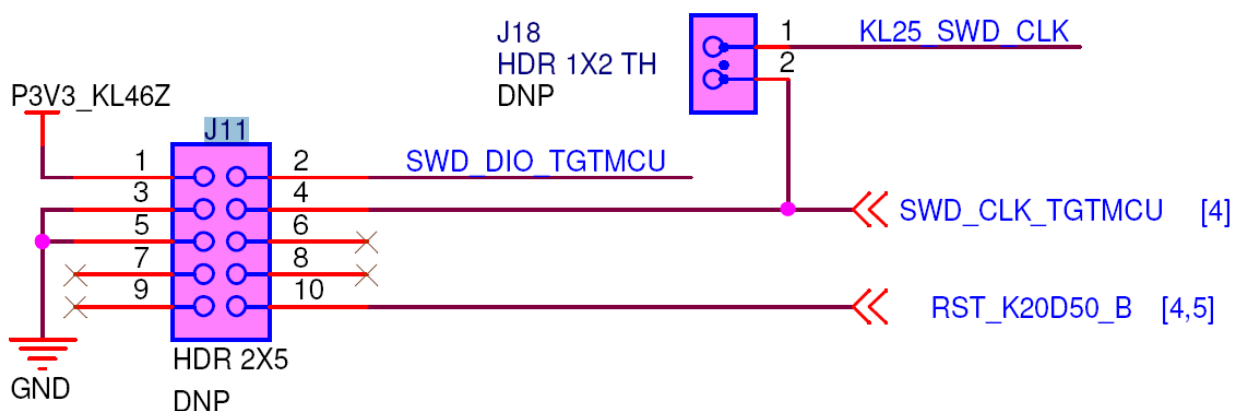 J18
HDR 1X2 TH
DNP
1
2
KL25_SWD_CLK
P3V3_KL46Z
J11
1
2
SWD_DIO_TGTMCU
3
4
SWD_CLK_TGTMCU [4]
5
6
7
8
9
10
RST_K20D50_B [4,5]
HDR 2X5
DNP
GND